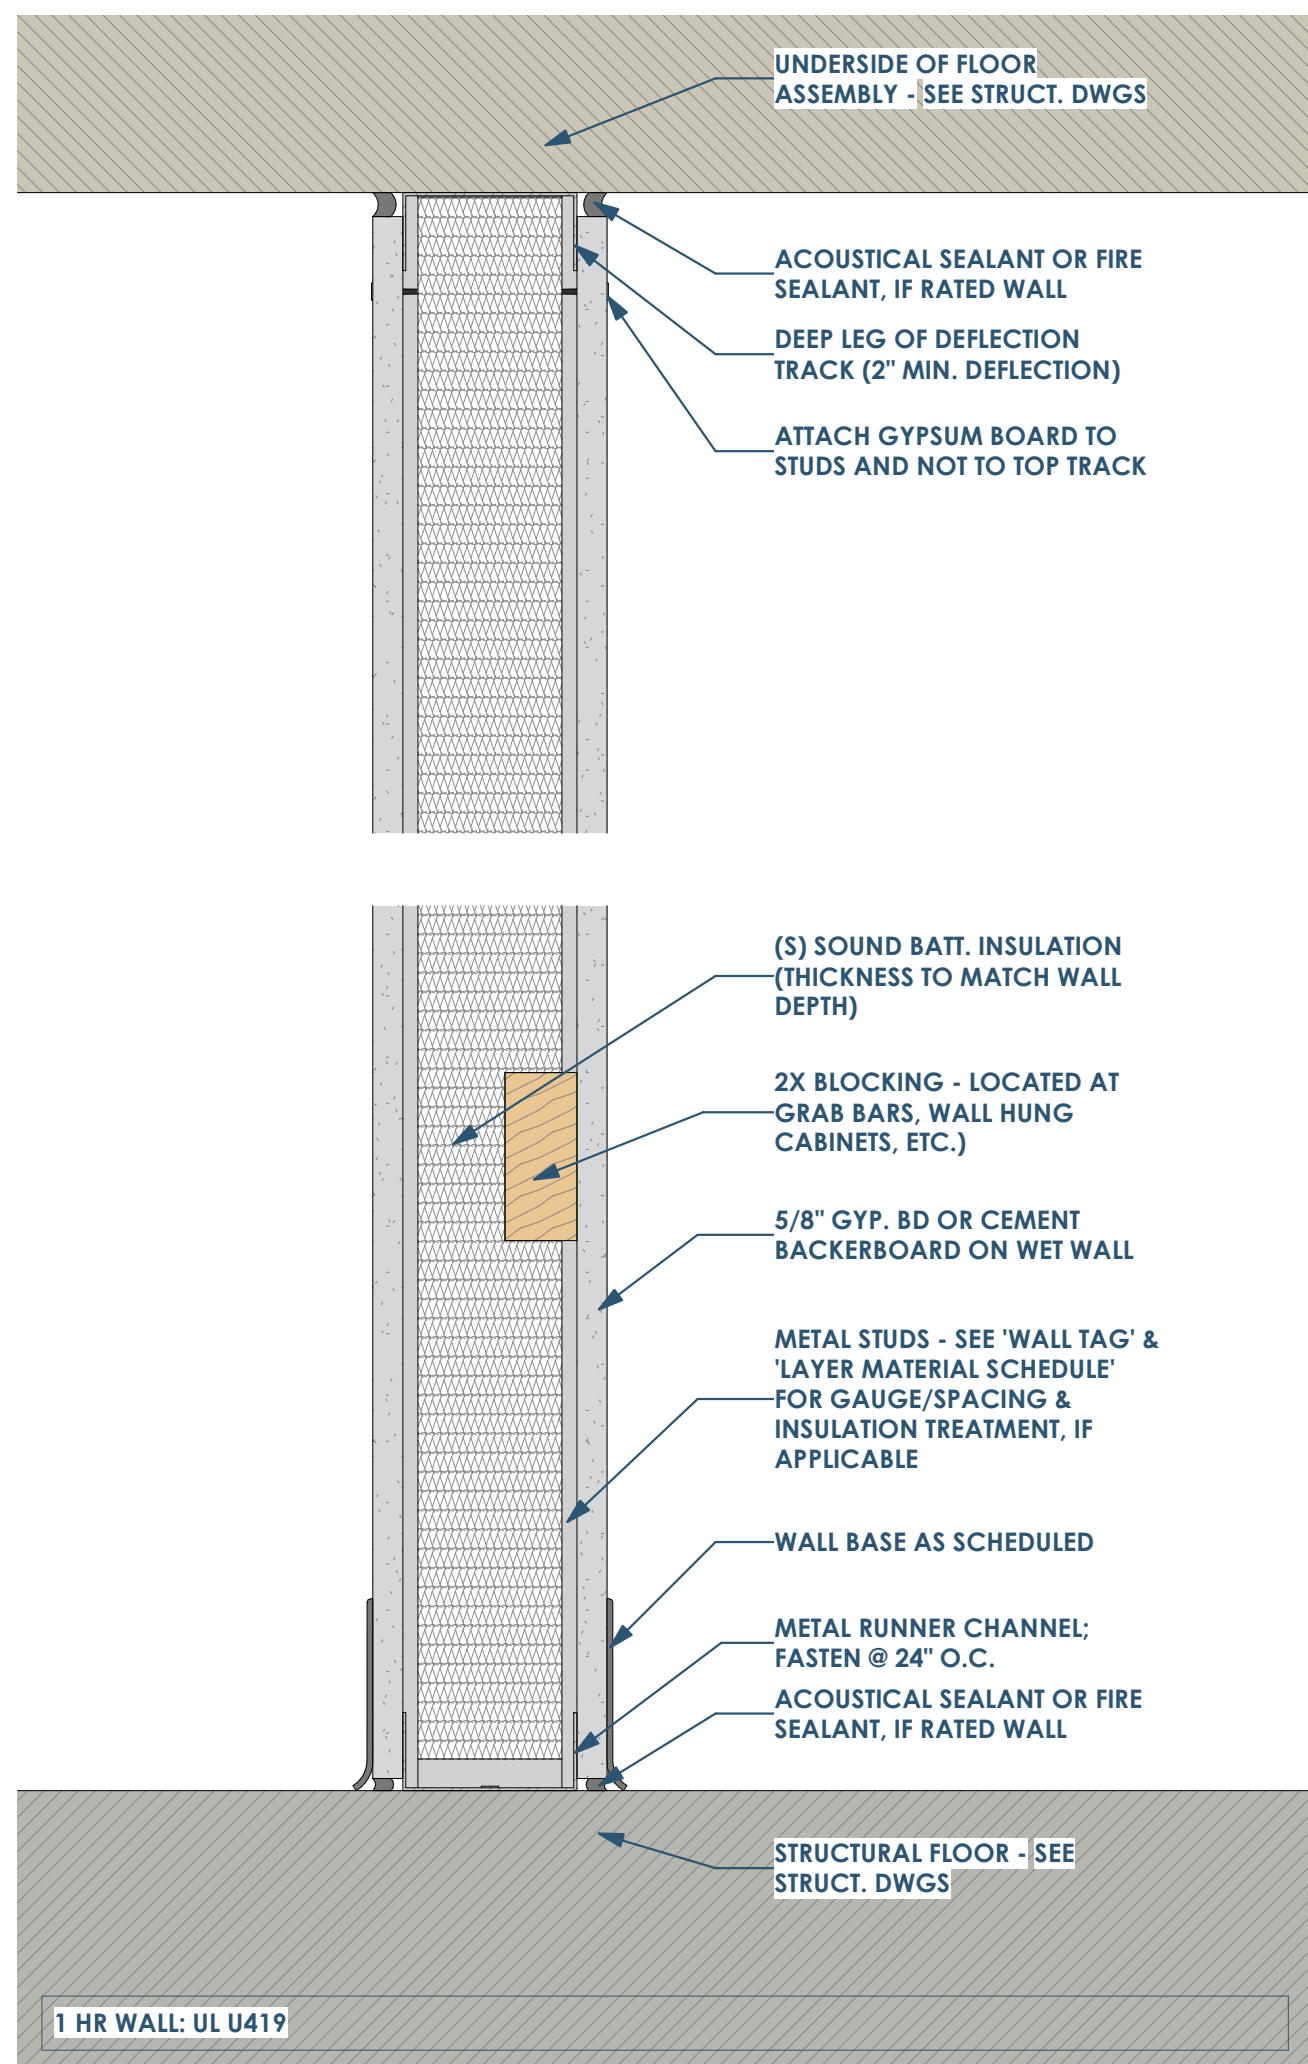 UNDERSIDE OF FLOOR
ASSEMBLY - SEE STRUCT. DWGS
ACOUSTICAL SEALANT OR FIRE
SEALANT, IF RATED WALL
DEEP LEG OF DEFLECTION
TRACK (2" MIN. DEFLECTION)
ATTACH GYPSUM BOARD TO
STUDS AND NOT TO TOP TRACK
(S) SOUND BATT. INSULATION
(THICKNESS TO MATCH WALL
DEPTH)
2X BLOCKING - LOCATED AT
GRAB BARS, WALL HUNG
CABINETS, ETC.)
5/8" GYP. BD OR CEMENT
BACKERBOARD ON WET WALL
METAL STUDS - SEE 'WALL TAG' &
'LAYER MATERIAL SCHEDULE'
FOR GAUGE/SPACING &
INSULATION TREATMENT, IF
APPLICABLE
WALL BASE AS SCHEDULED
METAL RUNNER CHANNEL;
FASTEN @ 24" O.C.
ACOUSTICAL SEALANT OR FIRE
SEALANT, IF RATED WALL
STRUCTURAL FLOOR - SEE
STRUCT. DWGS
1 HR WALL: UL U419